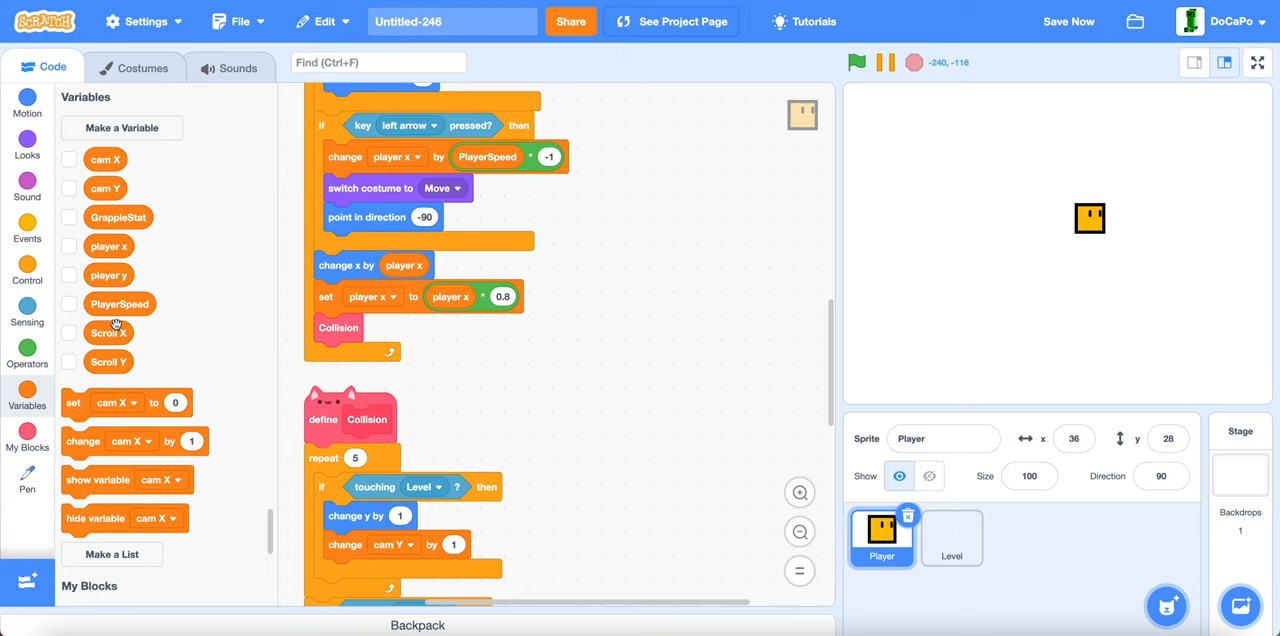 SCRATCH Settings File Edit Untitled-246 Share See Project Page Tutorials Save Now DoCaPo
Code Costumes Sounds Find (Ctrl+F) -240, -116
Motion
Looks
Sound
Events
Control
Sensing
Operators
Variables
My Blocks
Pen
Variables
Make a Variable
cam X
cam Y
GrappleStat
player x
player y
PlayerSpeed
Scroll X
Scroll Y
set cam X to 0
change cam X by 1
show variable cam X
hide variable cam X
Make a List
My Blocks
if key left arrow pressed? then
change player x by PlayerSpeed * -1
switch costume to Move
point in direction -90
change x by player x
set player x to player x * 0.8
Collision
define Collision
repeat 5
if touching Level ? then
change y by 1
change cam Y by 1
Backpack
Sprite Player x 36 y 28
Show Size 100 Direction 90
Player Level
Stage
Backdrops
1